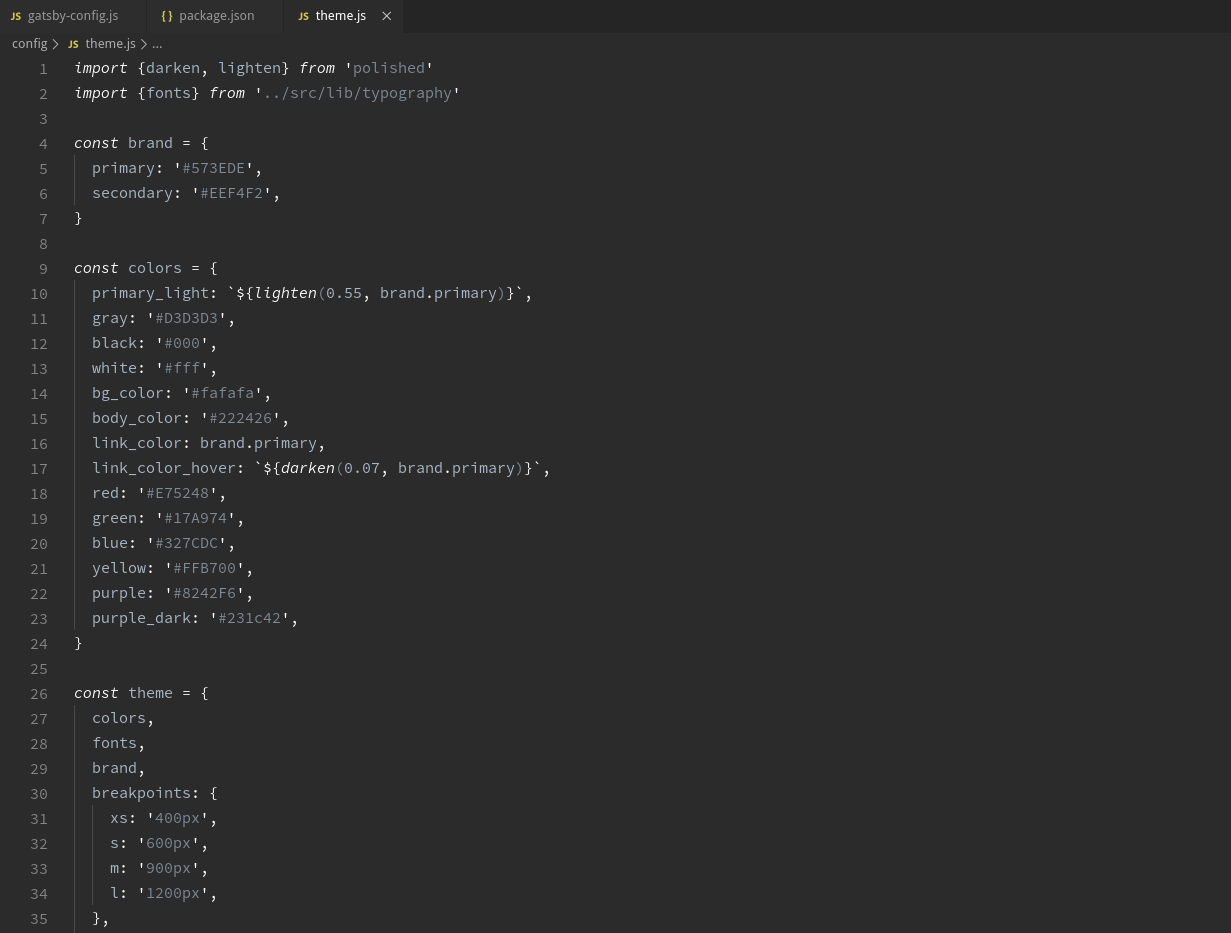 JS gatsby-config.js {} package.json JS theme.js ×
config > JS theme.js > ...
1 import {darken, lighten} from 'polished'
2 import {fonts} from '../src/lib/typography'
3
4 const brand = {
5   primary: '#573EDE',
6   secondary: '#EEF4F2',
7 }
8
9 const colors = {
10   primary_light: `${lighten(0.55, brand.primary)}`,
11   gray: '#D3D3D3',
12   black: '#000',
13   white: '#fff',
14   bg_color: '#fafafa',
15   body_color: '#222426',
16   link_color: brand.primary,
17   link_color_hover: `${darken(0.07, brand.primary)}`,
18   red: '#E75248',
19   green: '#17A974',
20   blue: '#327CDC',
21   yellow: '#FFB700',
22   purple: '#8242F6',
23   purple_dark: '#231c42',
24 }
25
26 const theme = {
27   colors,
28   fonts,
29   brand,
30   breakpoints: {
31     xs: '400px',
32     s: '600px',
33     m: '900px',
34     l: '1200px',
35   },